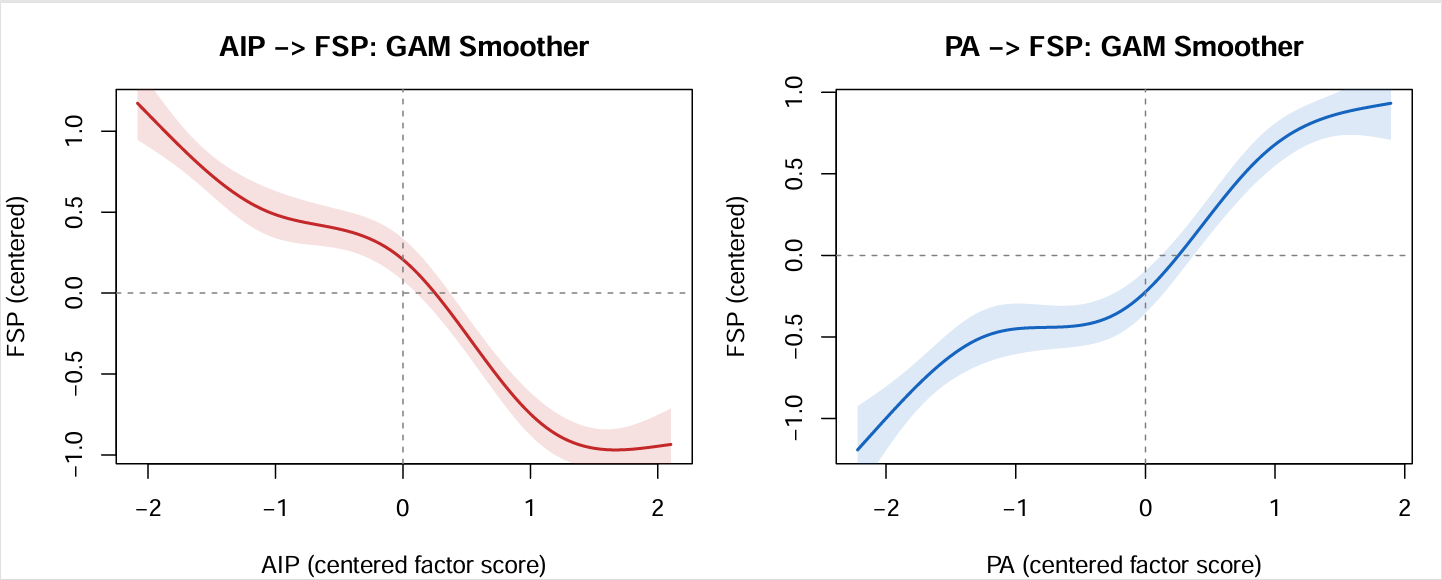 AIP –> FSP: GAM Smoother
FSP (centered)
1.0
0.5
0.0
−0.5
−1.0
−2 −1 0 1 2
AIP (centered factor score)
PA –> FSP: GAM Smoother
FSP (centered)
1.0
0.5
0.0
−0.5
−1.0
−2 −1 0 1 2
PA (centered factor score)